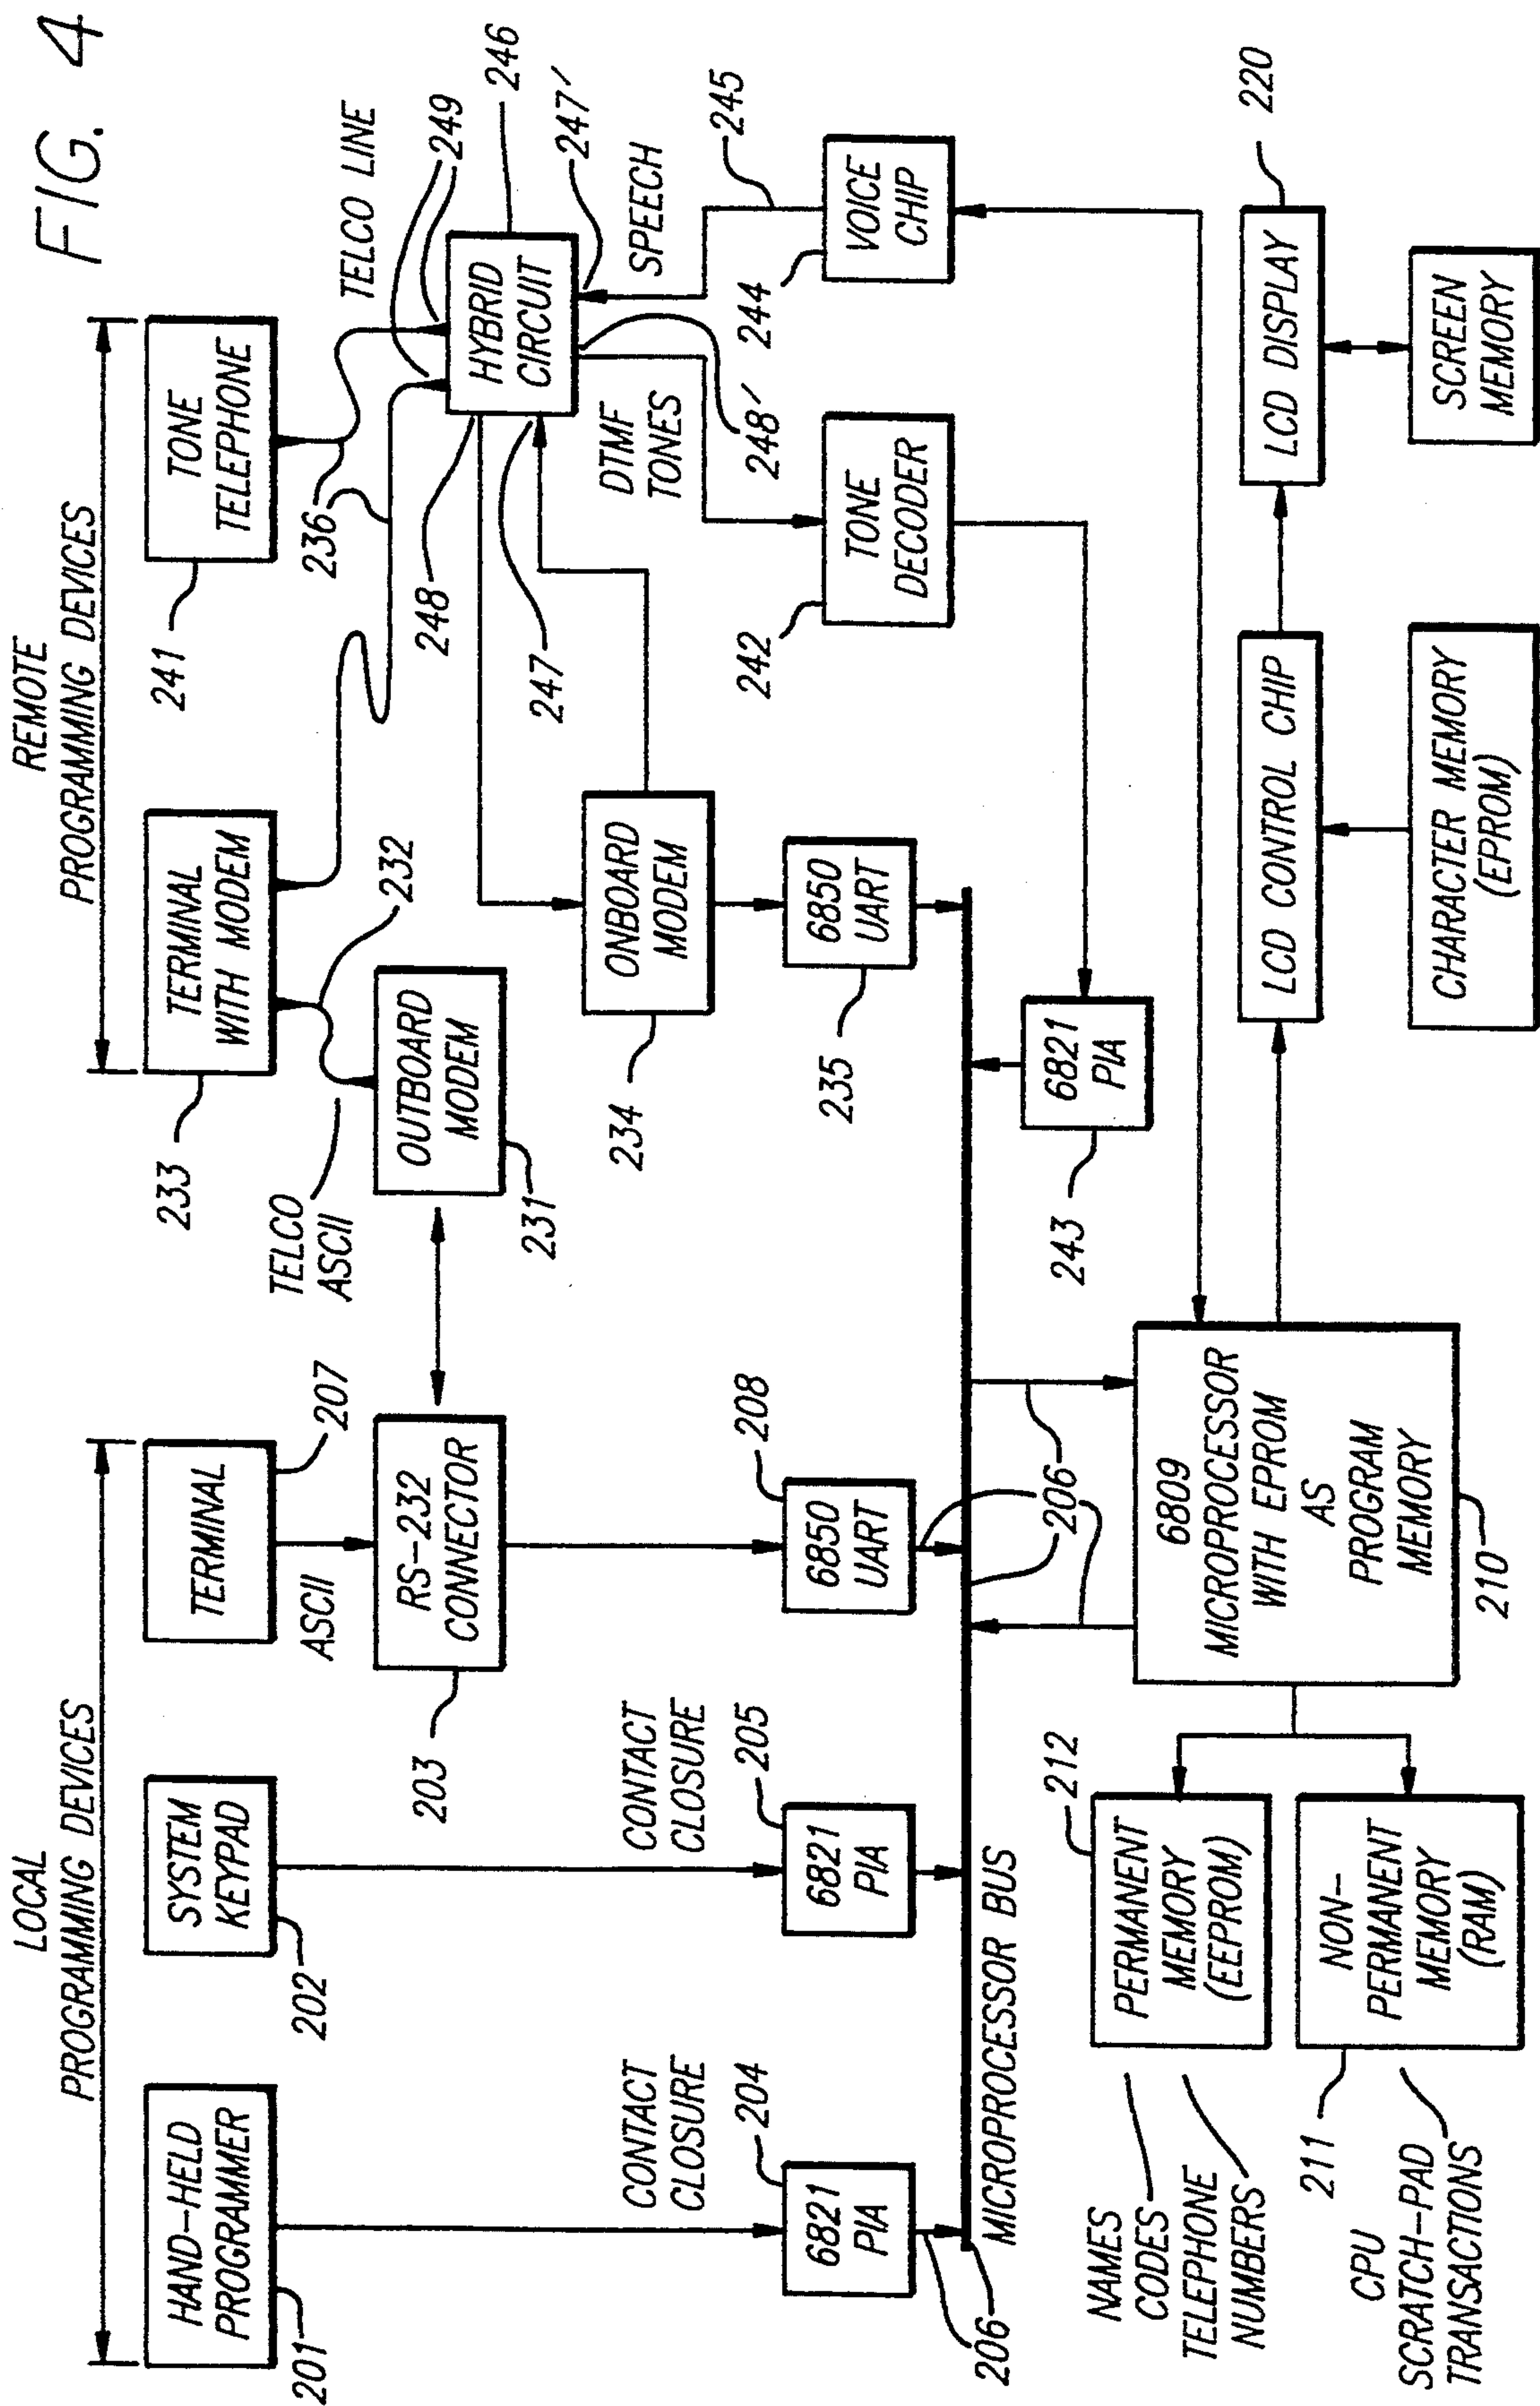 FIG. 4
LOCAL
PROGRAMMING DEVICES
REMOTE
PROGRAMMING DEVICES
HAND-HELD
PROGRAMMER
201
SYSTEM
KEYPAD
202
TERMINAL
207
ASCII
RS-232
CONNECTOR
203
TERMINAL
WITH MODEM
233
232
TELCO
ASCII
OUTBOARD
MODEM
231
TONE
TELEPHONE
241
236
TELCO LINE
249
HYBRID
CIRCUIT
246
248
247
247'
248'
SPEECH
DTMF
TONES
245
ONBOARD
MODEM
234
VOICE
CHIP
244
TONE
DECODER
242
CONTACT
CLOSURE
204
6821
PIA
CONTACT
CLOSURE
205
6821
PIA
208
6850
UART
6850
UART
235
6821
PIA
243
206
206
206
MICROPROCESSOR BUS
6809
MICROPROCESSOR
WITH EPROM
AS
PROGRAM
MEMORY
210
212
PERMANENT
MEMORY
(EEPROM)
NAMES
CODES
TELEPHONE
NUMBERS
NON-
PERMANENT
MEMORY
(RAM)
211
CPU
SCRATCH-PAD
TRANSACTIONS
LCD CONTROL CHIP
CHARACTER MEMORY
(EPROM)
LCD DISPLAY
220
SCREEN
MEMORY